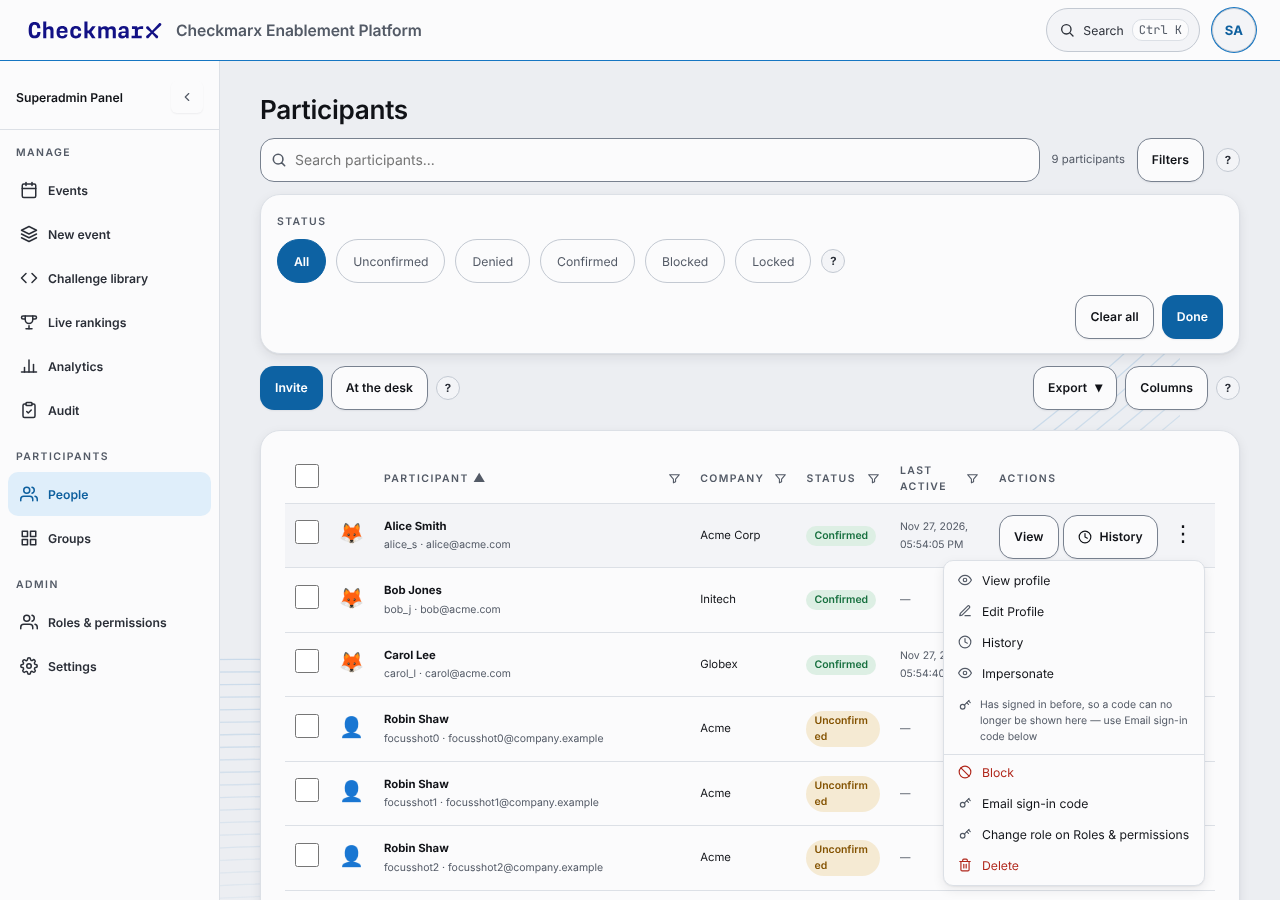 Checkmarx Checkmarx Enablement Platform Search Ctrl K SA
Superadmin Panel
MANAGE
Events
New event
Challenge library
Live rankings
Analytics
Audit
PARTICIPANTS
People
Groups
ADMIN
Roles & permissions
Settings
Participants
Search participants... 9 participants Filters ?
STATUS
All Unconfirmed Denied Confirmed Blocked Locked ?
Clear all Done
Invite At the desk ? Export ▼ Columns ?
PARTICIPANT ▲ COMPANY STATUS LAST ACTIVE ACTIONS
Alice Smith
alice_s · alice@acme.com
Acme Corp
Confirmed
Nov 27, 2026,
05:54:05 PM
View History
Bob Jones
bob_j · bob@acme.com
Initech
Confirmed
—
Carol Lee
carol_l · carol@acme.com
Globex
Confirmed
Nov 27, 2
05:54:40
Robin Shaw
focusshot0 · focusshot0@company.example
Acme
Unconfirm
ed
—
Robin Shaw
focusshot1 · focusshot1@company.example
Acme
Unconfirm
ed
—
Robin Shaw
focusshot2 · focusshot2@company.example
Acme
Unconfirm
ed
—
View profile
Edit Profile
History
Impersonate
Has signed in before, so a code can no
longer be shown here — use Email sign-in
code below
Block
Email sign-in code
Change role on Roles & permissions
Delete